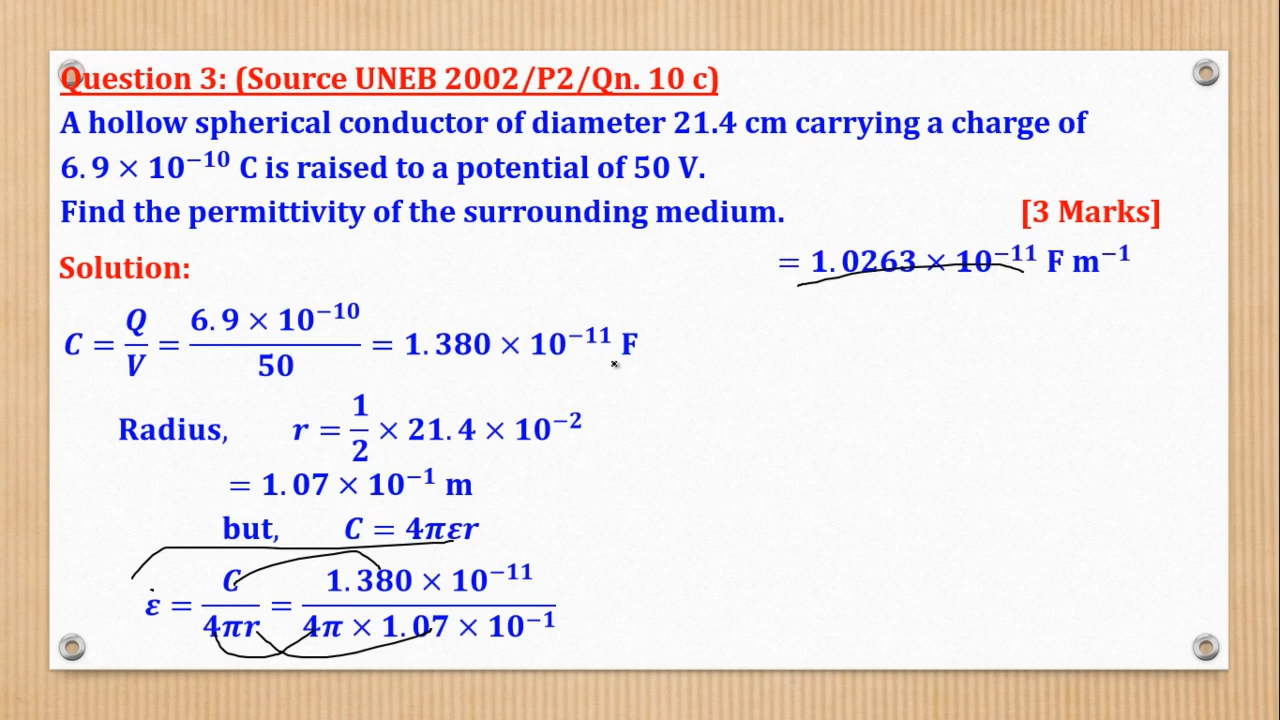 Question 3: (Source UNEB 2002/P2/Qn. 10 c)
A hollow spherical conductor of diameter 21.4 cm carrying a charge of
6.9 × 10⁻¹⁰ C is raised to a potential of 50 V.
Find the permittivity of the surrounding medium. [3 Marks]
Solution:
C = Q/V = 6.9 × 10⁻¹⁰/50 = 1.380 × 10⁻¹¹ F
Radius, r = 1/2 × 21.4 × 10⁻²
= 1.07 × 10⁻¹ m
but, C = 4πεr
ε = C/4πr = 1.380 × 10⁻¹¹/4π × 1.07 × 10⁻¹
= 1.0263 × 10⁻¹¹ F m⁻¹